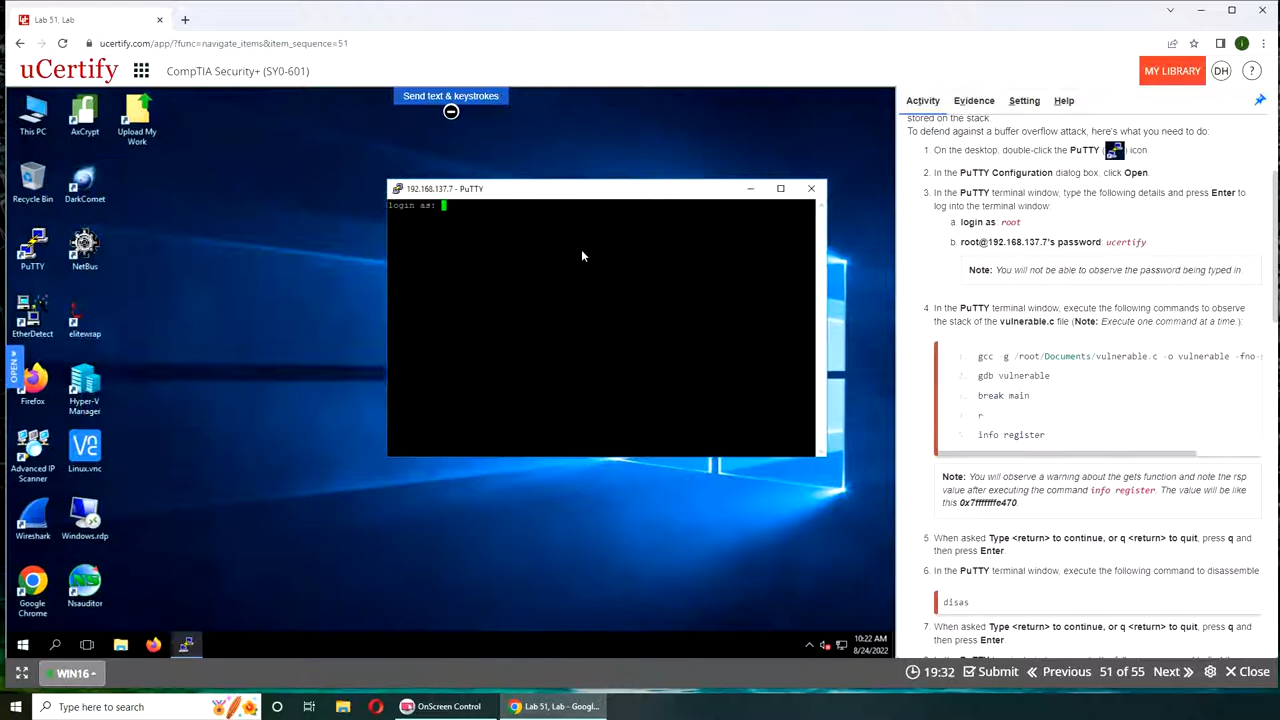 Lab 51, Lab
ucertify.com/app/?func=navigate_items&item_sequence=51
uCertify
CompTIA Security+ (SY0-601)
MY LIBRARY
DH
?
Send text & keystrokes
This PC
AxCrypt
Upload My Work
Recycle Bin
DarkComet
PuTTY
NetBus
EtherDetect
elitewrap
OPEN
Firefox
Hyper-V Manager
Advanced IP Scanner
Linux.vnc
Wireshark
Windows.rdp
Google Chrome
Nsauditor
192.168.137.7 - PuTTY
login as:
10:22 AM
8/24/2022
Activity
Evidence
Setting
Help
stored on the stack.
To defend against a buffer overflow attack, here's what you need to do:
1. On the desktop, double-click the PuTTY ( ) icon.
2. In the PuTTY Configuration dialog box, click Open.
3. In the PuTTY terminal window, type the following details and press Enter to
log into the terminal window:
a. login as: root
b. root@192.168.137.7's password: ucertify
Note: You will not be able to observe the password being typed in
4. In the PuTTY terminal window, execute the following commands to observe
the stack of the vulnerable.c file (Note: Execute one command at a time.):
gcc -g /root/Documents/vulnerable.c -o vulnerable -fno-s
gdb vulnerable
break main
r
info register
Note: You will observe a warning about the gets function and note the rsp
value after executing the command info register. The value will be like
this 0x7fffffffe470.
5. When asked Type <return> to continue, or q <return> to quit, press q and
then press Enter.
6. In the PuTTY terminal window, execute the following command to disassemble
disas
7. When asked Type <return> to continue, or q <return> to quit, press q and
then press Enter.
WIN16
19:32
Submit
Previous
51 of 55
Next
Close
Type here to search
OnScreen Control
Lab 51, Lab - Googl...